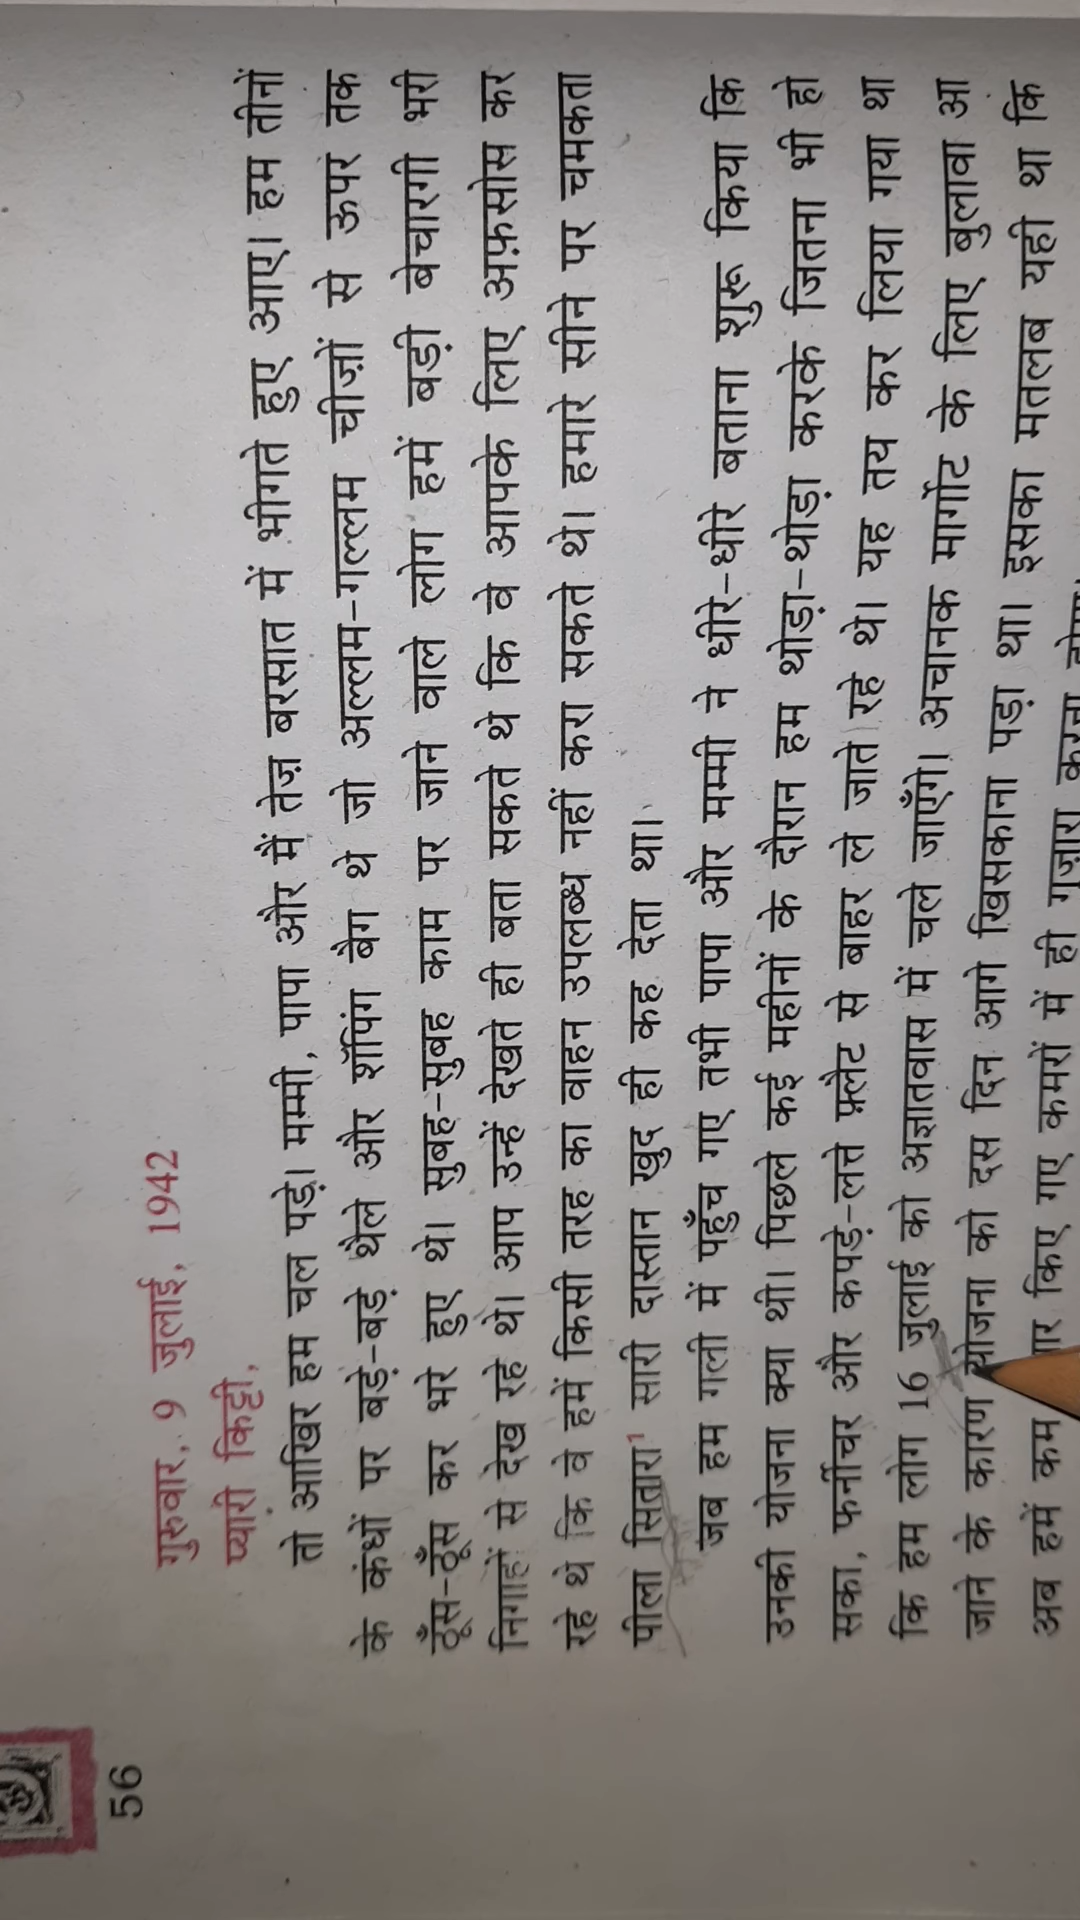 56
गुरुवार, 9 जुलाई, 1942
प्यारी किट्टी,
तो आखिर हम चल पड़े। मम्मी, पापा और मैं तेज़ बरसात में भीगते हुए आए। हम तीनों
के कंधों पर बड़े-बड़े थैले और शॉपिंग बैग थे जो अल्लम-गल्लम चीज़ों से ऊपर तक
ठूँस-ठूँस कर भरे हुए थे। सुबह-सुबह काम पर जाने वाले लोग हमें बड़ी बेचारगी भरी
निगाहों से देख रहे थे। आप उन्हें देखते ही बता सकते थे कि वे आपके लिए अफ़सोस कर
रहे थे कि वे हमें किसी तरह का वाहन उपलब्ध नहीं करा सकते थे। हमारे सीने पर चमकता
पीला सितारा¹ सारी दास्तान खुद ही कह देता था।
जब हम गली में पहुँच गए तभी पापा और मम्मी ने धीरे-धीरे बताना शुरू किया कि
उनकी योजना क्या थी। पिछले कई महीनों के दौरान हम थोड़ा-थोड़ा करके जितना भी हो
सका, फर्नीचर और कपड़े-लत्ते फ़्लैट से बाहर ले जाते रहे थे। यह तय कर लिया गया था
कि हम लोग 16 जुलाई को अज्ञातवास में चले जाएँगे। अचानक मार्गोट के लिए बुलावा आ
जाने के कारण योजना को दस दिन आगे खिसकाना पड़ा था। इसका मतलब यही था कि
अब हमें कम किए गए कमरों में ही गुज़ारा करना